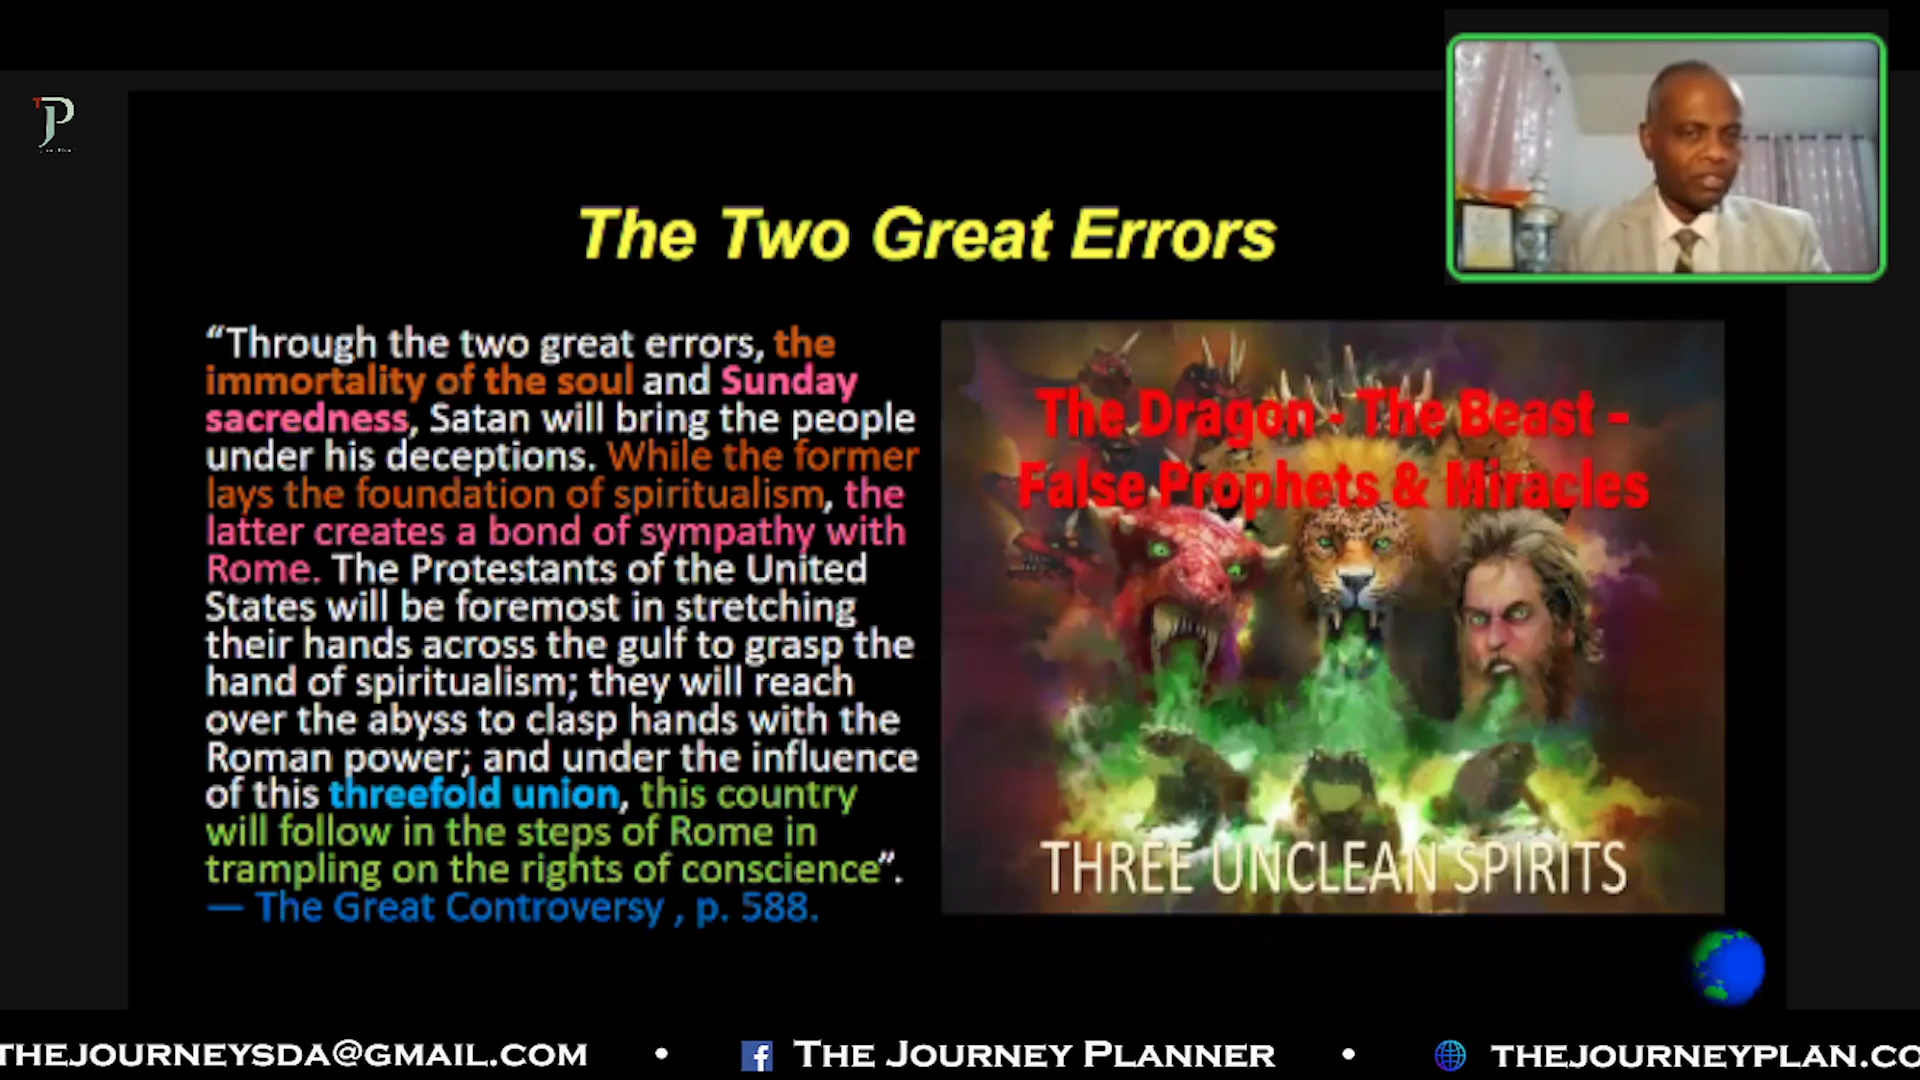 TP
The Two Great Errors
“Through the two great errors, the
immortality of the soul and Sunday
sacredness, Satan will bring the people
under his deceptions. While the former
lays the foundation of spiritualism, the
latter creates a bond of sympathy with
Rome. The Protestants of the United
States will be foremost in stretching
their hands across the gulf to grasp the
hand of spiritualism; they will reach
over the abyss to clasp hands with the
Roman power; and under the influence
of this threefold union, this country
will follow in the steps of Rome in
trampling on the rights of conscience”.
— The Great Controversy , p. 588.
The Dragon - The Beast -
False Prophets & Miracles
THREE UNCLEAN SPIRITS
THEJOURNEYSDA@GMAIL.COM • f THE JOURNEY PLANNER • THEJOURNEYPLAN.CO